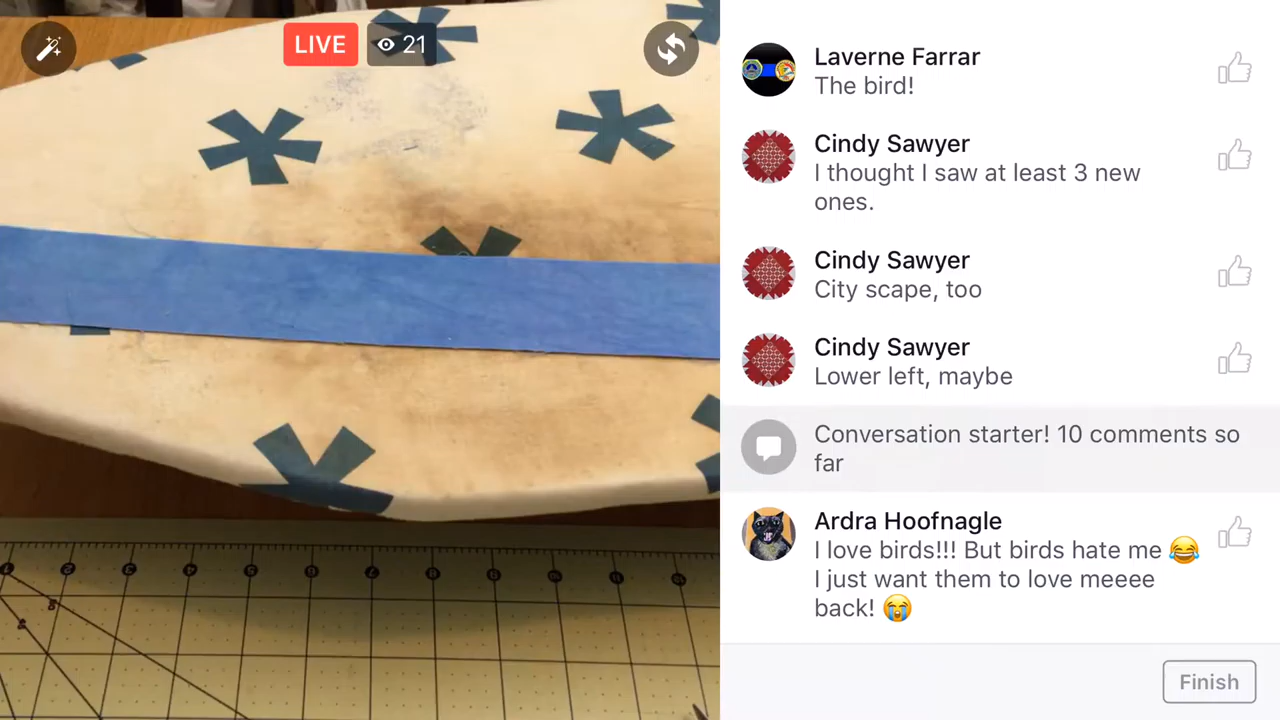 LIVE
21
Laverne Farrar
The bird!
Cindy Sawyer
I thought I saw at least 3 new
ones.
Cindy Sawyer
City scape, too
Cindy Sawyer
Lower left, maybe
Conversation starter! 10 comments so
far
Ardra Hoofnagle
I love birds!!! But birds hate me 😂
I just want them to love meeee
back! 😭
Finish